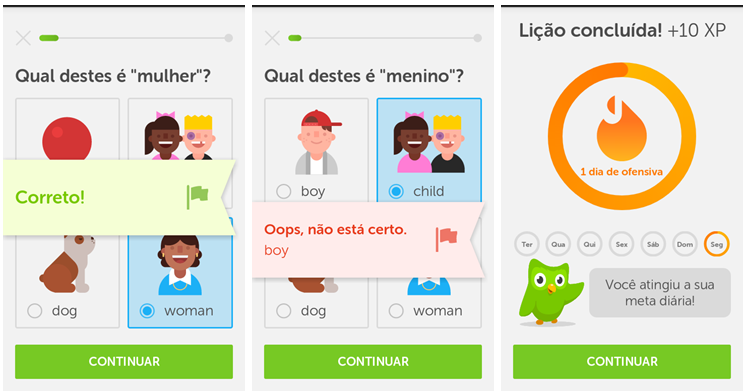 Qual destes é "mulher"?
Correto!
dog
woman
CONTINUAR
Qual destes é "menino"?
boy
child
Oops, não está certo.
boy
dog
woman
CONTINUAR
Lição concluída! +10 XP
1 dia de ofensiva
Ter Qua Qui Sex Sáb Dom Seg
Você atingiu a sua
meta diária!
CONTINUAR